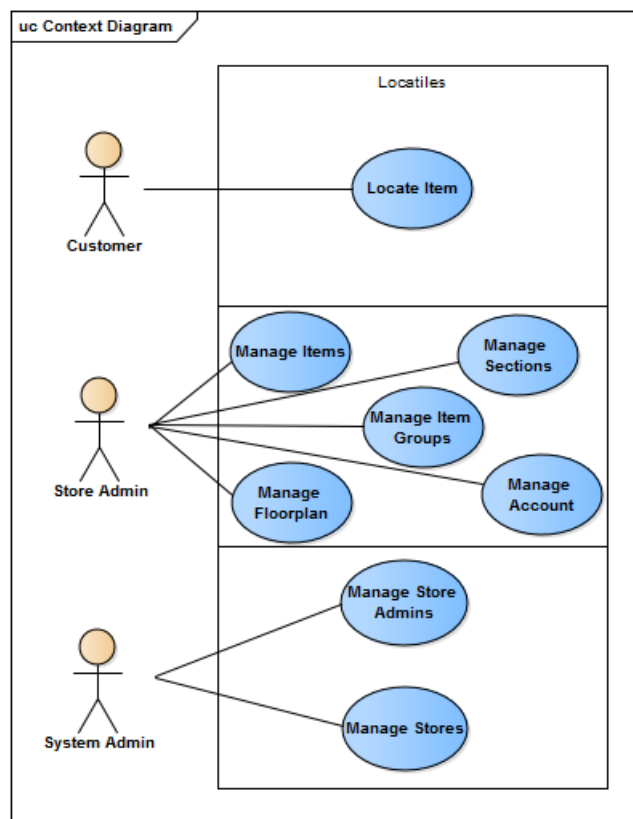 uc Context Diagram
Locatiles
Locate Item
Customer
Manage Items
Manage
Sections
Manage Item
Groups
Store Admin
Manage
Floorplan
Manage
Account
Manage Store
Admins
System Admin
Manage Stores